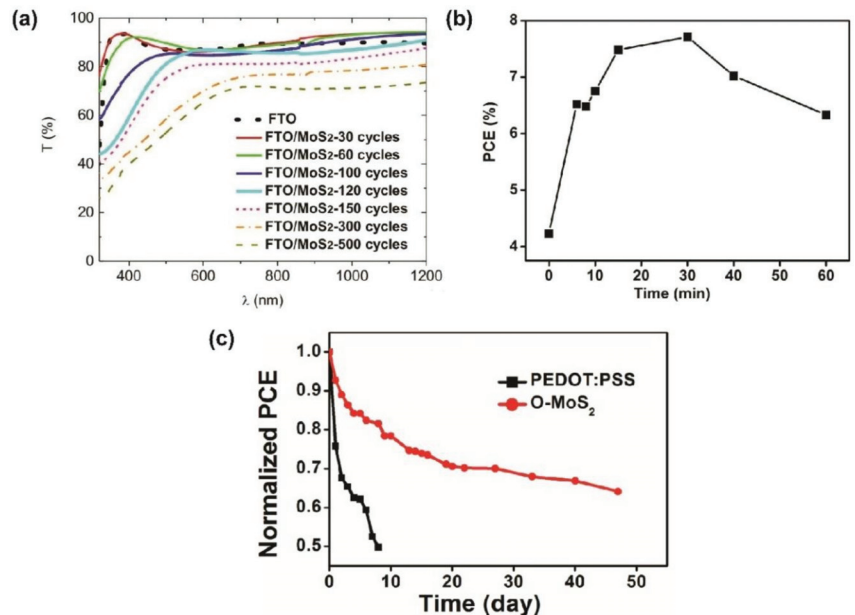 (a)
T (%)
100
80
60
40
20
0
FTO
FTO/MoS2-30 cycles
FTO/MoS2-60 cycles
FTO/MoS2-100 cycles
FTO/MoS2-120 cycles
FTO/MoS2-150 cycles
FTO/MoS2-300 cycles
FTO/MoS2-500 cycles
400 600 800 1000 1200
λ (nm)
(b)
PCE (%)
8
7
6
5
4
0 10 20 30 40 50 60
Time (min)
(c)
Normalized PCE
1.0
0.9
0.8
0.7
0.6
0.5
PEDOT:PSS
O-MoS₂
0 10 20 30 40 50
Time (day)